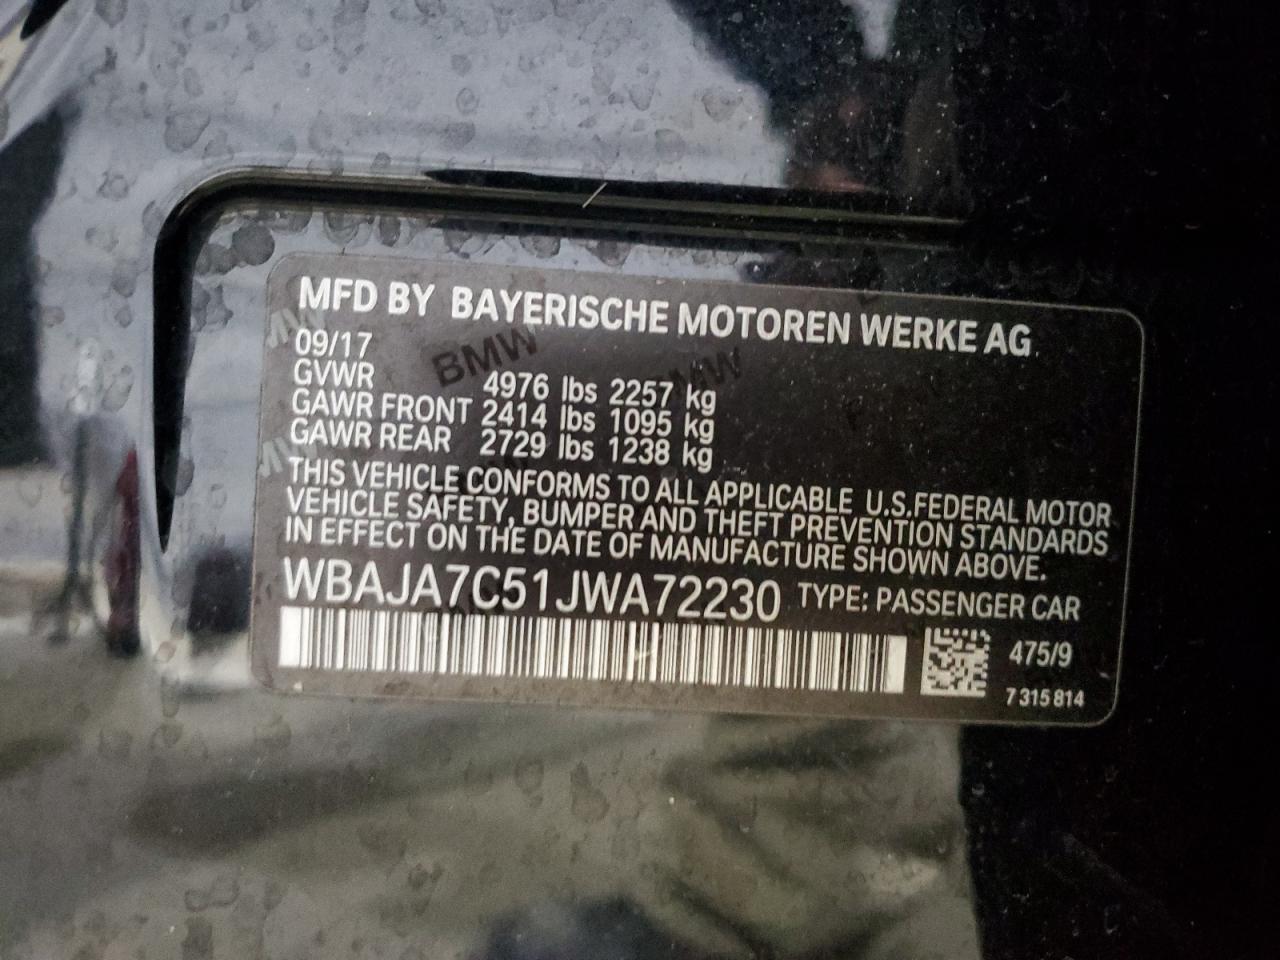 MFD BY BAYERISCHE MOTOREN WERKE AG
09/17
GVWR 4976 lbs 2257 kg
GAWR FRONT 2414 lbs 1095 kg
GAWR REAR 2729 lbs 1238 kg
THIS VEHICLE CONFORMS TO ALL APPLICABLE U.S.FEDERAL MOTOR
VEHICLE SAFETY, BUMPER AND THEFT PREVENTION STANDARDS
IN EFFECT ON THE DATE OF MANUFACTURE SHOWN ABOVE.
WBAJA7C51JWA72230 TYPE: PASSENGER CAR
475/9
7 315 814
BMW